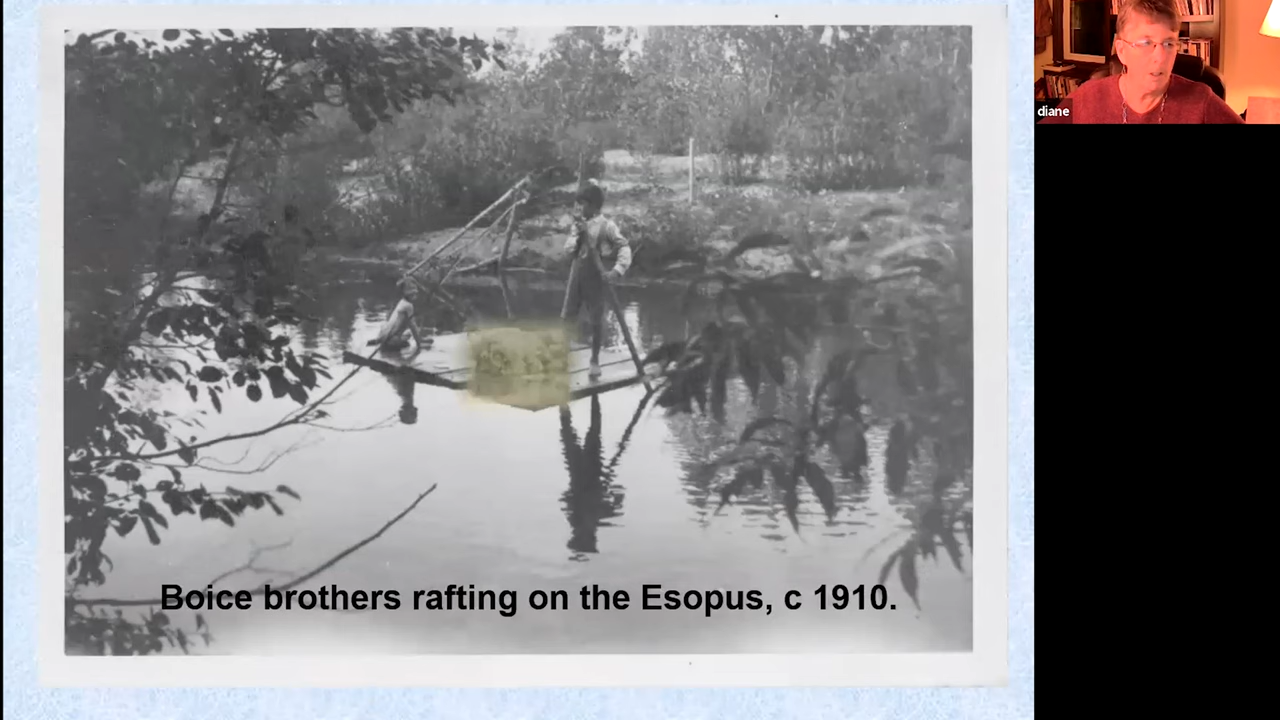 diane
Boice brothers rafting on the Esopus, c 1910.